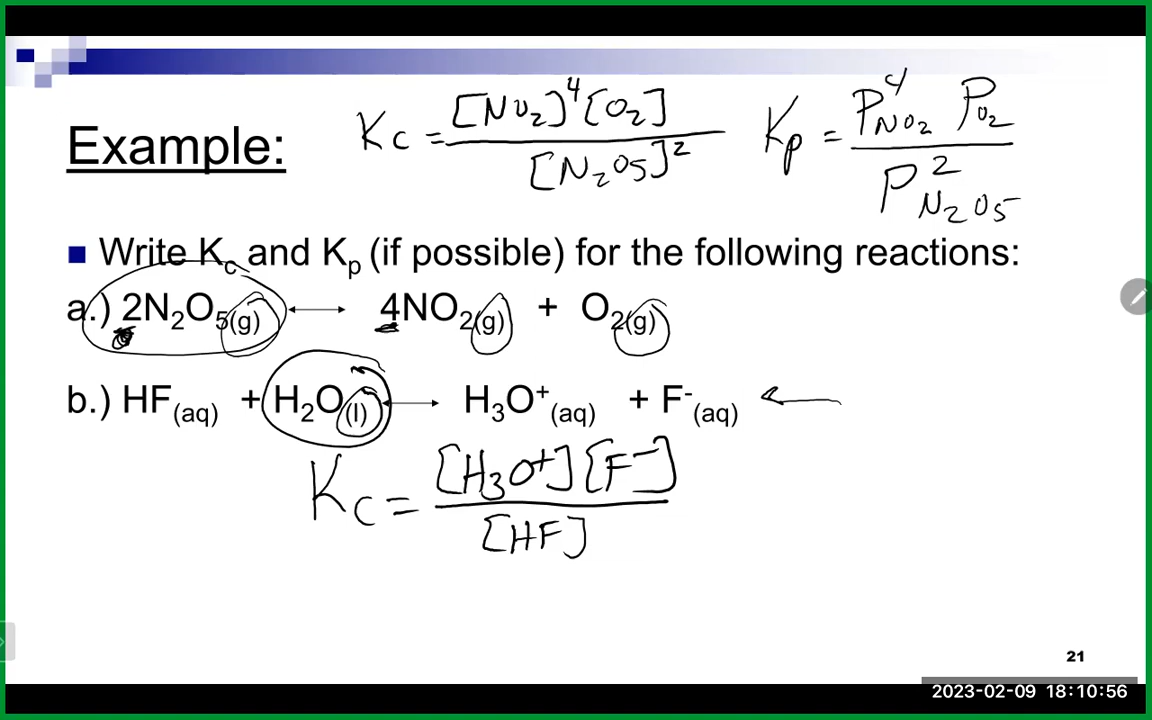 Kc = [NO₂]⁴[O₂] / [N₂O₅]²    Kp = P⁴NO₂ PO₂ / P²N₂O₅
Example:
■ Write Kc and Kp (if possible) for the following reactions:
a.) 2N₂O₅(g) ↔ 4NO₂(g) + O₂(g)
b.) HF(aq) + H₂O(l) ↔ H₃O⁺(aq) + F⁻(aq) ←
Kc = [H₃O⁺][F⁻] / [HF]
21
2023-02-09 18:10:56